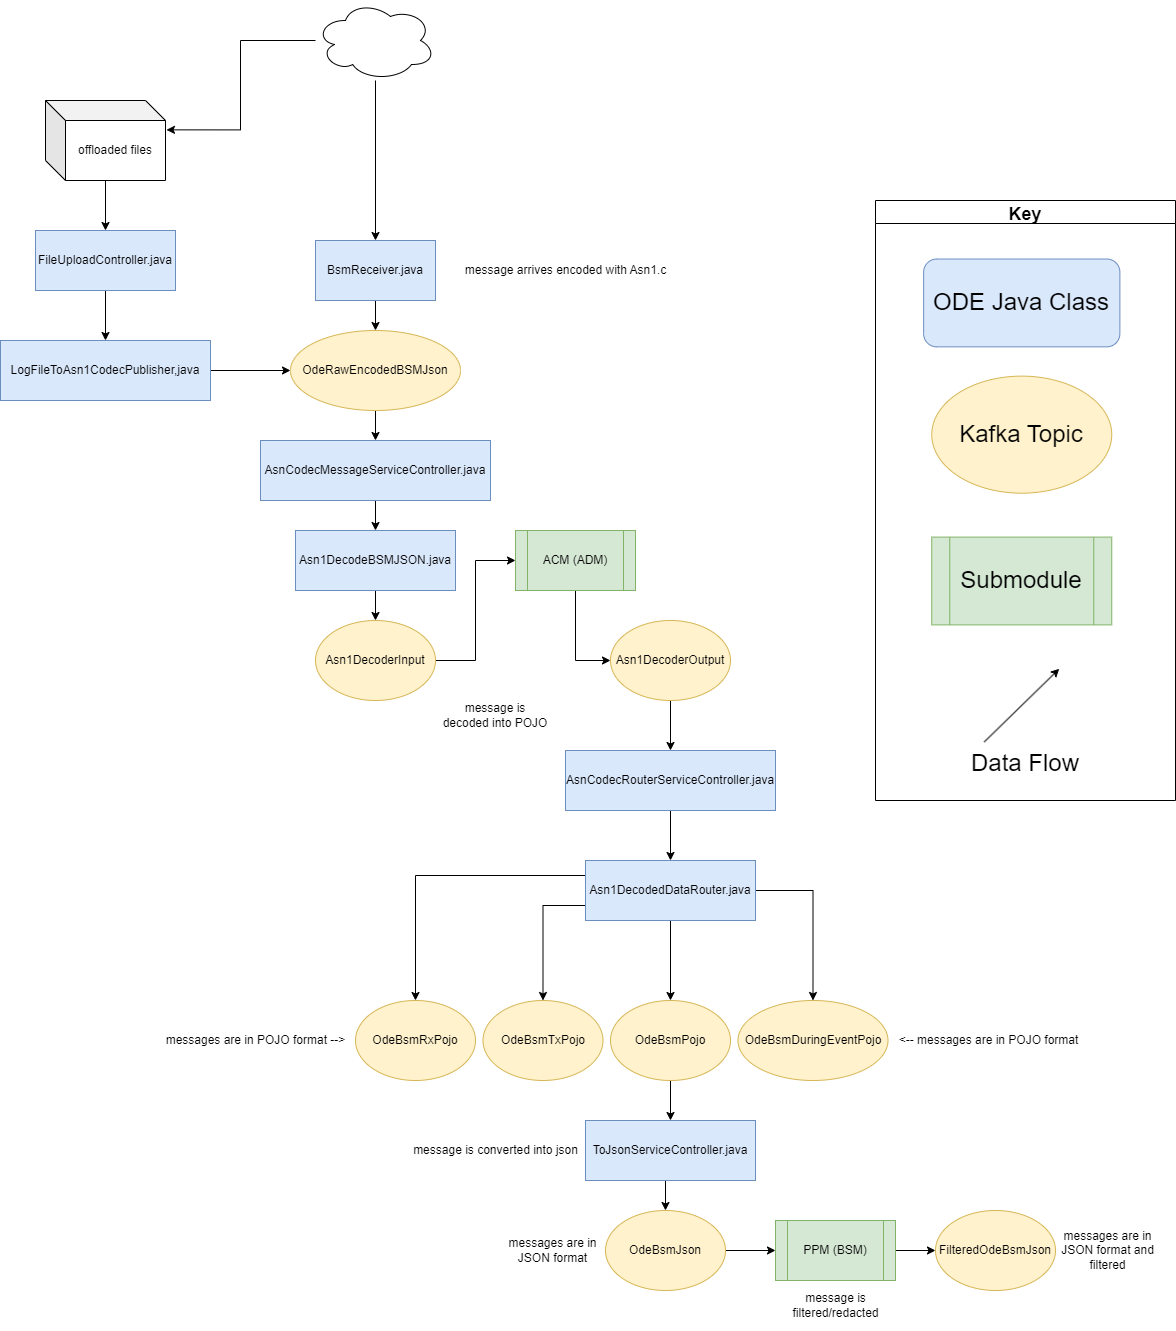 offloaded files
FileUploadController.java
BsmReceiver.java
message arrives encoded with Asn1.c
LogFileToAsn1CodecPublisher,java
OdeRawEncodedBSMJson
AsnCodecMessageServiceController.java
Asn1DecodeBSMJSON.java
ACM (ADM)
Asn1DecoderInput
Asn1DecoderOutput
message is
decoded into POJO
AsnCodecRouterServiceController.java
Asn1DecodedDataRouter.java
messages are in POJO format -->
OdeBsmRxPojo
OdeBsmTxPojo
OdeBsmPojo
OdeBsmDuringEventPojo
<-- messages are in POJO format
message is converted into json
ToJsonServiceController.java
messages are in
JSON format
OdeBsmJson
PPM (BSM)
FilteredOdeBsmJson
messages are in
JSON format and
filtered
message is
filtered/redacted
Key
ODE Java Class
Kafka Topic
Submodule
Data Flow